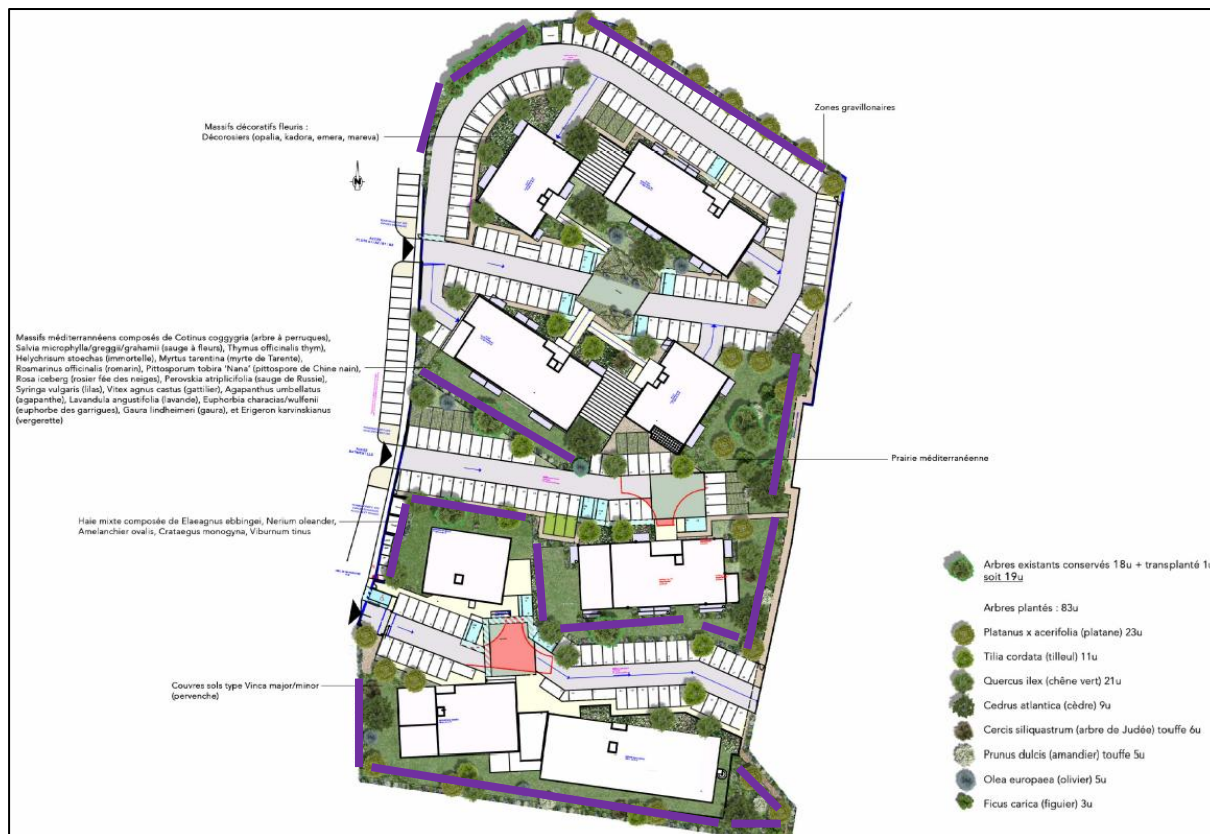 Zones gravillonaires
Massifs décoratifs fleuris :
Décorosiers (opalia, kadora, emera, mareva)
N
Massifs méditerrannéens composés de Cotinus coggygria (arbre à perruques),
Salvia microphylla/greggii/grahamii (sauge à fleurs), Thymus officinalis thym),
Helychrisum stoechas (immortelle), Myrtus tarentina (myrte de Tarente),
Rosmarinus officinalis (romarin), Pittosporum tobira 'Nana' (pittospore de Chine nain),
Rosa iceberg (rosier fée des neiges), Perovskia atriplicifolia (sauge de Russie),
Syringa vulgaris (lilas), Vitex agnus castus (gattilier), Agapanthus umbellatus
(agapanthe), Lavandula angustifolia (lavande), Euphorbia characias/wulfenii
(euphorbe des garrigues), Gaura lindheimeri (gaura), et Erigeron karvinskianus
(vergerette)
Prairie méditerranéenne
Haie mixte composée de Elaeagnus ebbingei, Nerium oleander,
Amelanchier ovalis, Crataegus monogyna, Viburnum tinus
Couvres sols type Vinca major/minor
(pervenche)
Arbres existants conservés 18u + transplanté 1u
soit 19u
Arbres plantés : 83u
Platanus x acerifolia (platane) 23u
Tilia cordata (tilleul) 11u
Quercus ilex (chêne vert) 21u
Cedrus atlantica (cèdre) 9u
Cercis siliquastrum (arbre de Judée) touffe 6u
Prunus dulcis (amandier) touffe 5u
Olea europaea (olivier) 5u
Ficus carica (figuier) 3u